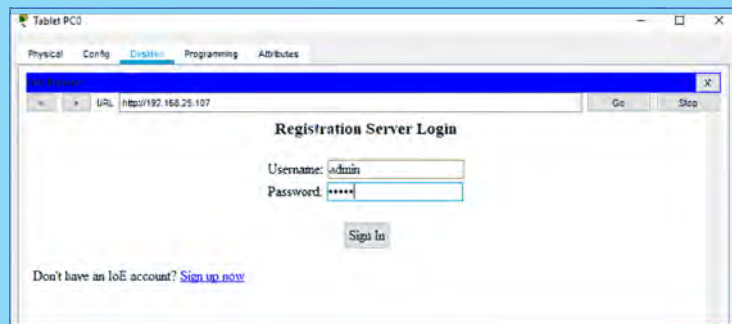 Tablet PC0
Physical Config Desktop Programming Attributes
X
< > URL http://192.168.25.107 Go Stop
Registration Server Login
Username: admin
Password: •••••
Sign In
Don't have an IoE account? Sign up now